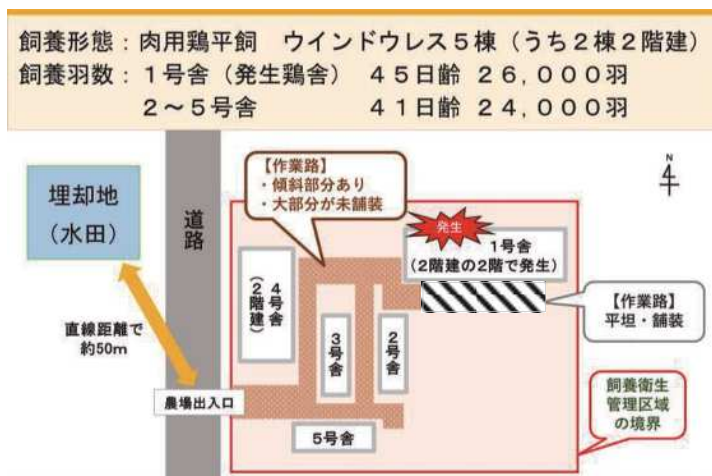 飼養形態：肉用鶏平飼　ウインドウレス５棟（うち２棟２階建）
飼養羽数：１号舎（発生鶏舎）　４５日齢　２６,０００羽
２～５号舎　４１日齢　２４,０００羽
埋却地
（水田）
道路
【作業路】
・傾斜部分あり
・大部分が未舗装
N
発生
１号舎
(２階建の２階で発生)
４号舎
(２階建)
３号舎
２号舎
【作業路】
平坦・舗装
直線距離で
約50m
農場出入口
５号舎
飼養衛生
管理区域
の境界